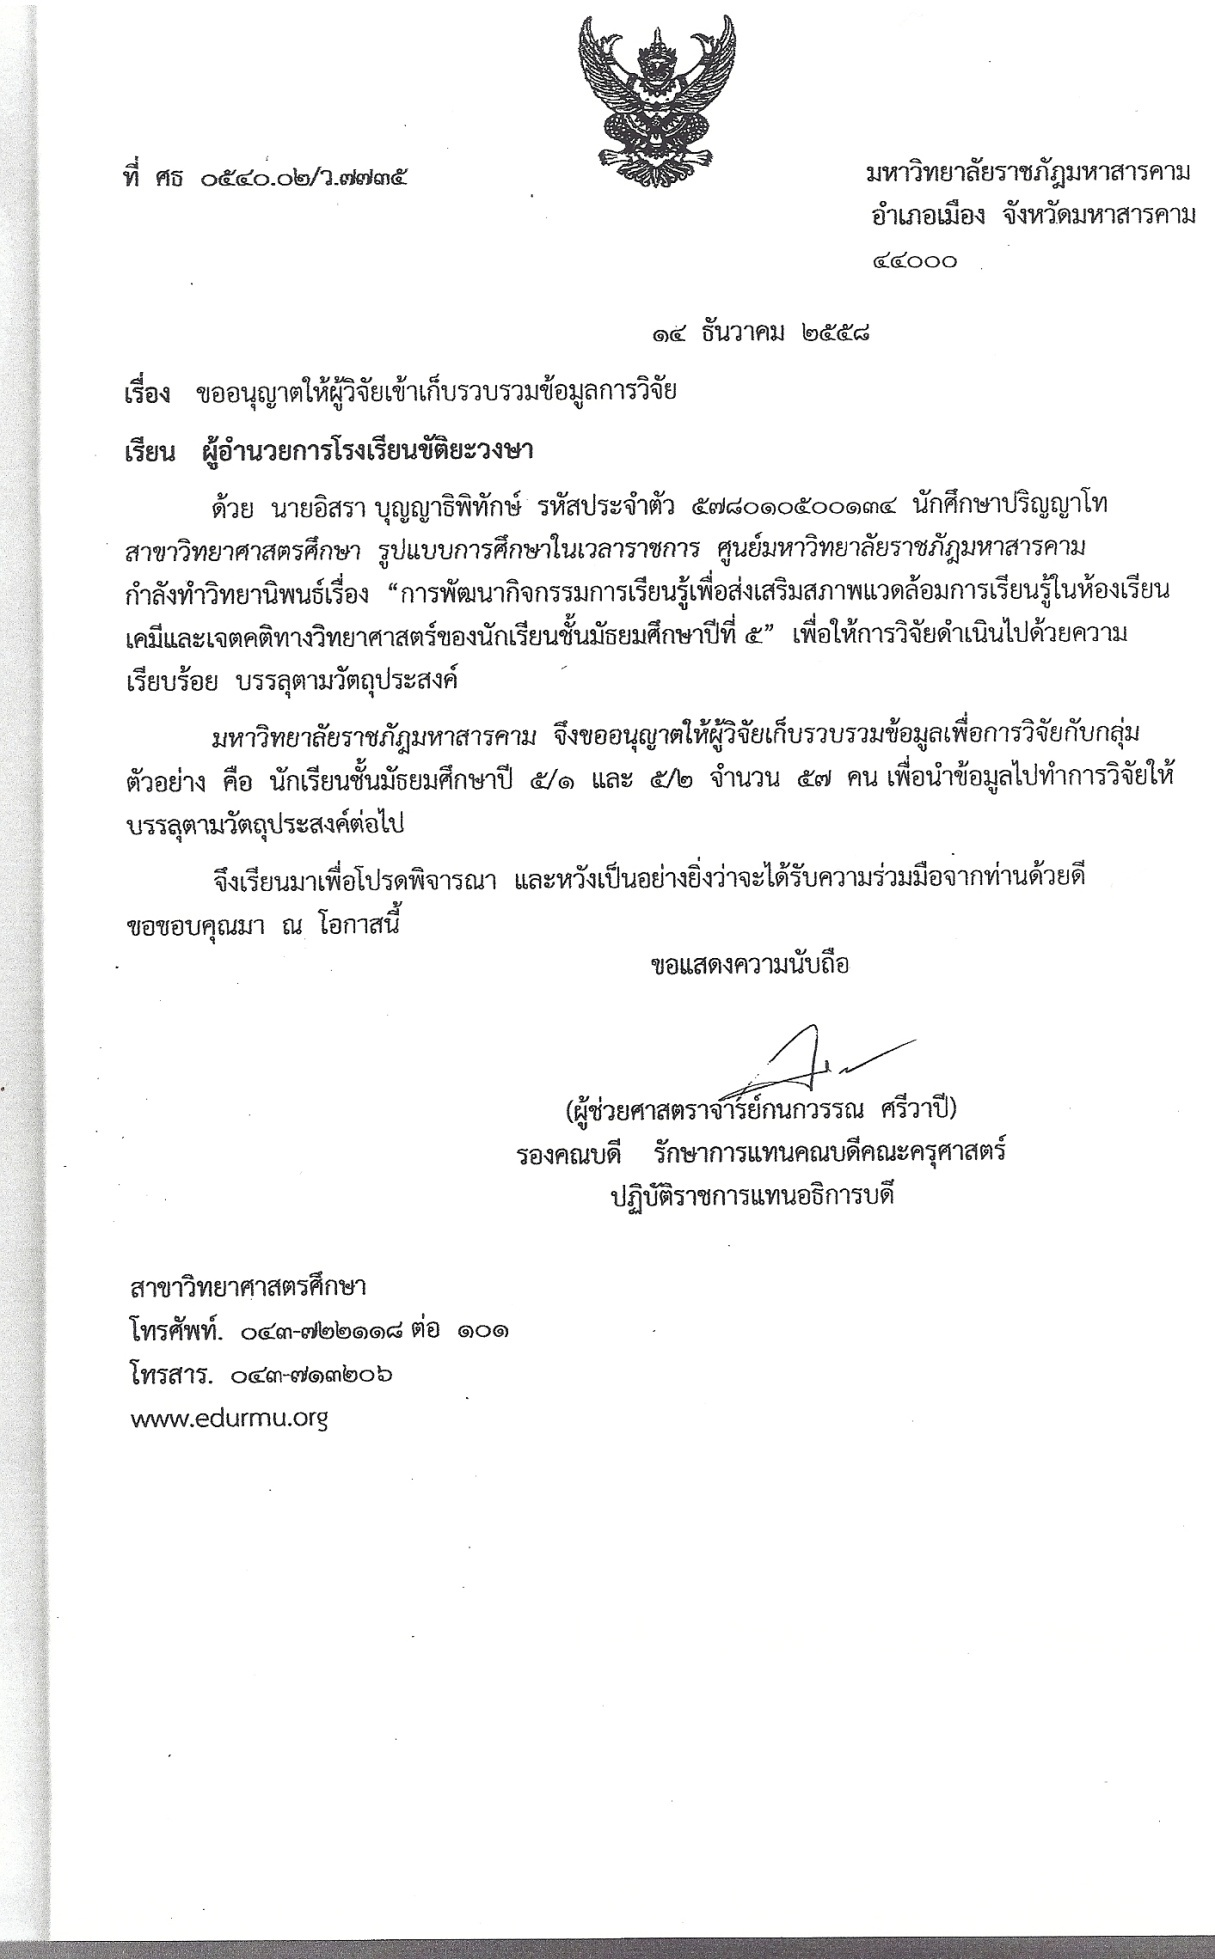 ที่ ศธ ๐๕๔๐.๐๒/ว.๗๗๓๕
มหาวิทยาลัยราชภัฏมหาสารคาม
อำเภอเมือง จังหวัดมหาสารคาม
๔๔๐๐๐
๑๔ ธันวาคม ๒๕๕๘
เรื่อง ขออนุญาตให้ผู้วิจัยเข้าเก็บรวบรวมข้อมูลการวิจัย
เรียน ผู้อำนวยการโรงเรียนขัติยะวงษา
ด้วย นายอิสรา บุญญาธิพิทักษ์ รหัสประจำตัว ๕๗๘๐๑๐๕๐๐๑๓๔ นักศึกษาปริญญาโท
สาขาวิทยาศาสตรศึกษา รูปแบบการศึกษาในเวลาราชการ ศูนย์มหาวิทยาลัยราชภัฏมหาสารคาม
กำลังทำวิทยานิพนธ์เรื่อง “การพัฒนากิจกรรมการเรียนรู้เพื่อส่งเสริมสภาพแวดล้อมการเรียนรู้ในห้องเรียน
เคมีและเจตคติทางวิทยาศาสตร์ของนักเรียนชั้นมัธยมศึกษาปีที่ ๕” เพื่อให้การวิจัยดำเนินไปด้วยความ
เรียบร้อย บรรลุตามวัตถุประสงค์
มหาวิทยาลัยราชภัฏมหาสารคาม จึงขออนุญาตให้ผู้วิจัยเก็บรวบรวมข้อมูลเพื่อการวิจัยกับกลุ่ม
ตัวอย่าง คือ นักเรียนชั้นมัธยมศึกษาปี ๕/๑ และ ๕/๒ จำนวน ๕๗ คน เพื่อนำข้อมูลไปทำการวิจัยให้
บรรลุตามวัตถุประสงค์ต่อไป
จึงเรียนมาเพื่อโปรดพิจารณา และหวังเป็นอย่างยิ่งว่าจะได้รับความร่วมมือจากท่านด้วยดี
ขอขอบคุณมา ณ โอกาสนี้
ขอแสดงความนับถือ
(ผู้ช่วยศาสตราจารย์กนกวรรณ ศรีวาปี)
รองคณบดี รักษาการแทนคณบดีคณะครุศาสตร์
ปฏิบัติราชการแทนอธิการบดี
สาขาวิทยาศาสตรศึกษา
โทรศัพท์. ๐๔๓-๗๒๒๑๑๘ ต่อ ๑๐๑
โทรสาร. ๐๔๓-๗๑๓๒๐๖
www.edurmu.org